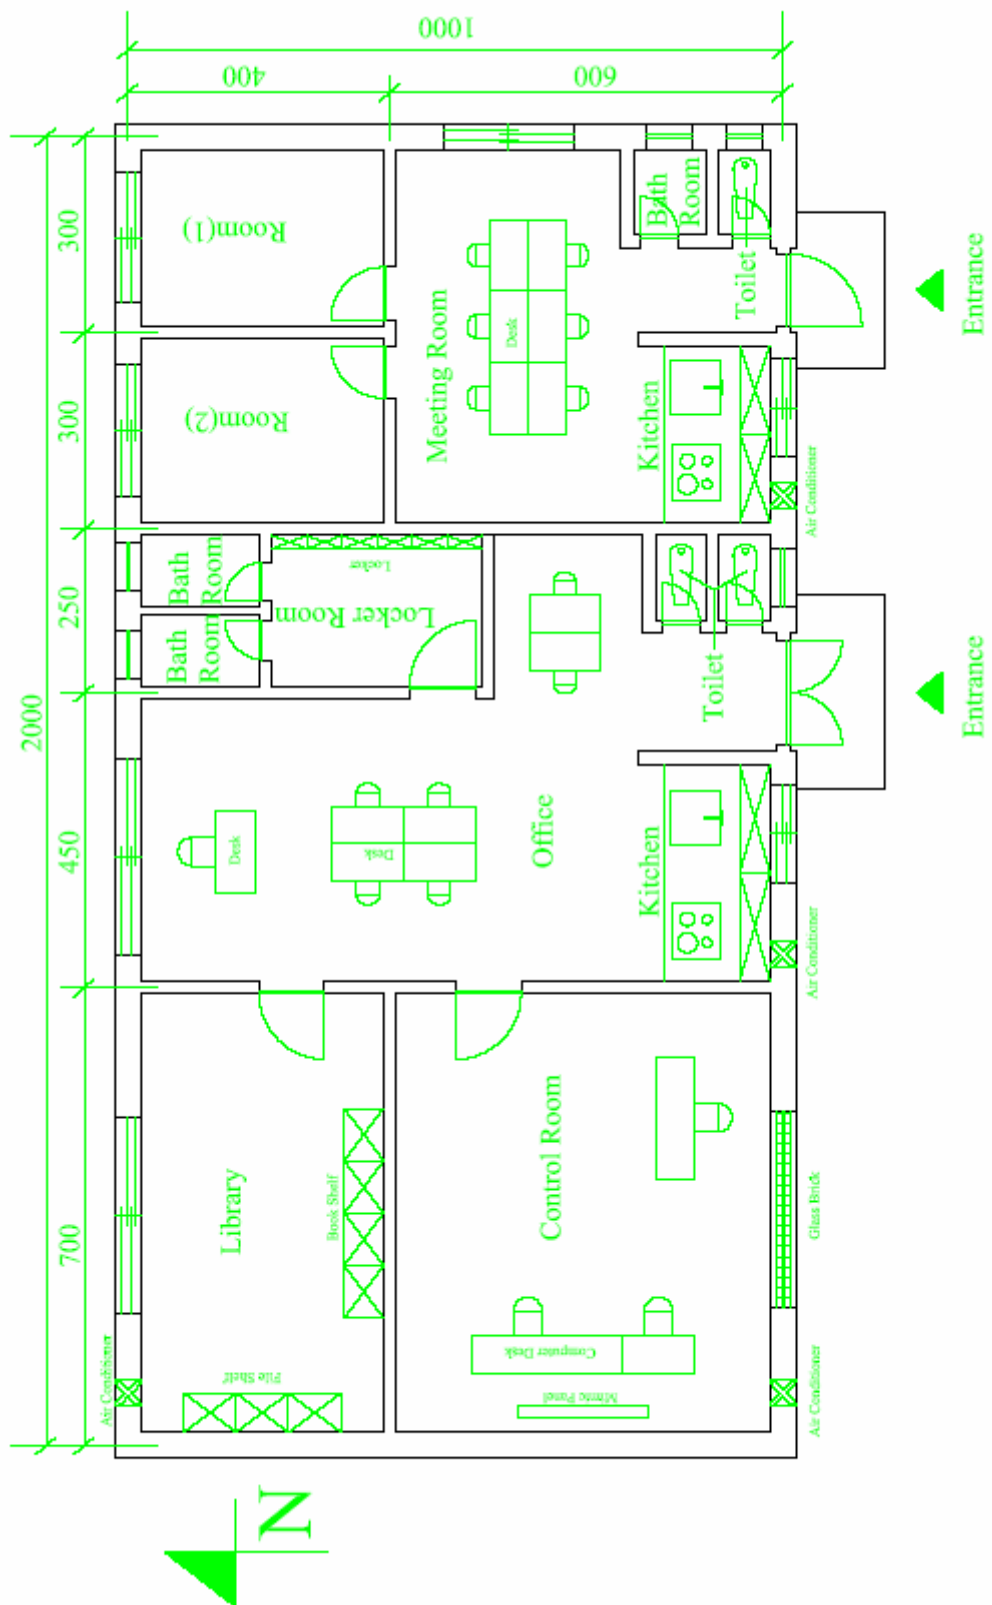 1000
400
600
2000
300
300
250
450
700
Room(1)
Room(2)
Meeting Room
Desk
Bath
Room
Toilet
Kitchen
Entrance
Air Conditioner
Bath
Room
Bath
Room
Locker
Locker Room
Toilet
Entrance
Desk
Desk
Office
Kitchen
Air Conditioner
Library
Book Shelf
File Shelf
Air Conditioner
Control Room
Computer Desk
Mimic Panel
Glass Brick
Air Conditioner
N